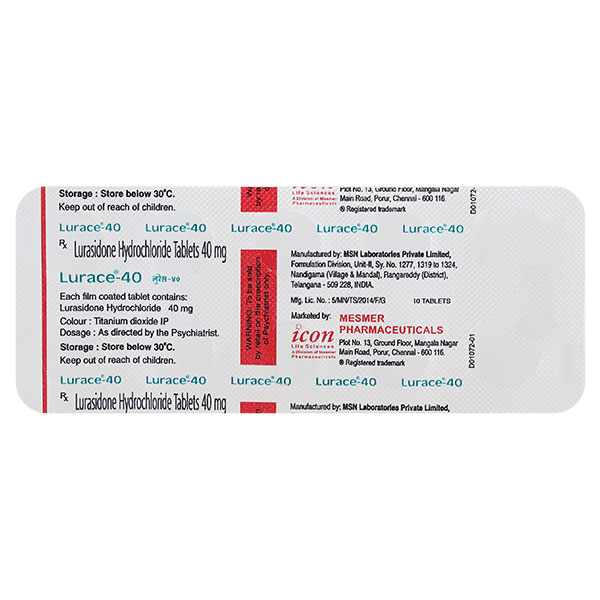 Storage : Store below 30°C.
Keep out of reach of children.
Life Sciences
A Division of Mesmer
Pharmaceuticals
Plot No. 13, Ground Floor, Mangala Nagar
Main Road, Porur, Chennai - 600 116.
® Registered trademark
D01072-
Lurace®-40 Lurace®-40 Lurace®-40 Lurace®-40 Lurace®-40
Rx Lurasidone Hydrochloride Tablets 40 mg
Lurace®-40 लुरेस-४०
Each film coated tablet contains:
Lurasidone Hydrochloride 40 mg
Colour : Titanium dioxide IP
Dosage : As directed by the Psychiatrist.
Storage : Store below 30°C.
Keep out of reach of children.
WARNING: To be sold
by retail on the prescription
of Psychiatrist only.
Manufactured by: MSN Laboratories Private Limited,
Formulation Division, Unit-II, Sy. No. 1277, 1319 to 1324,
Nandigama (Village & Mandal), Rangareddy (District),
Telangana - 509 228, INDIA.
Mfg. Lic. No. : 5/MN/TS/2014/F/G 10 TABLETS
Marketed by:
icon
Life Sciences
A Division of Mesmer
Pharmaceuticals
MESMER
PHARMACEUTICALS
Plot No. 13, Ground Floor, Mangala Nagar
Main Road, Porur, Chennai - 600 116.
® Registered trademark
D01072-01
Lurace®-40 Lurace®-40 Lurace®-40 Lurace®-40 Lurace®-40
Rx Lurasidone Hydrochloride Tablets 40 mg
Manufactured by: MSN Laboratories Private Limited,